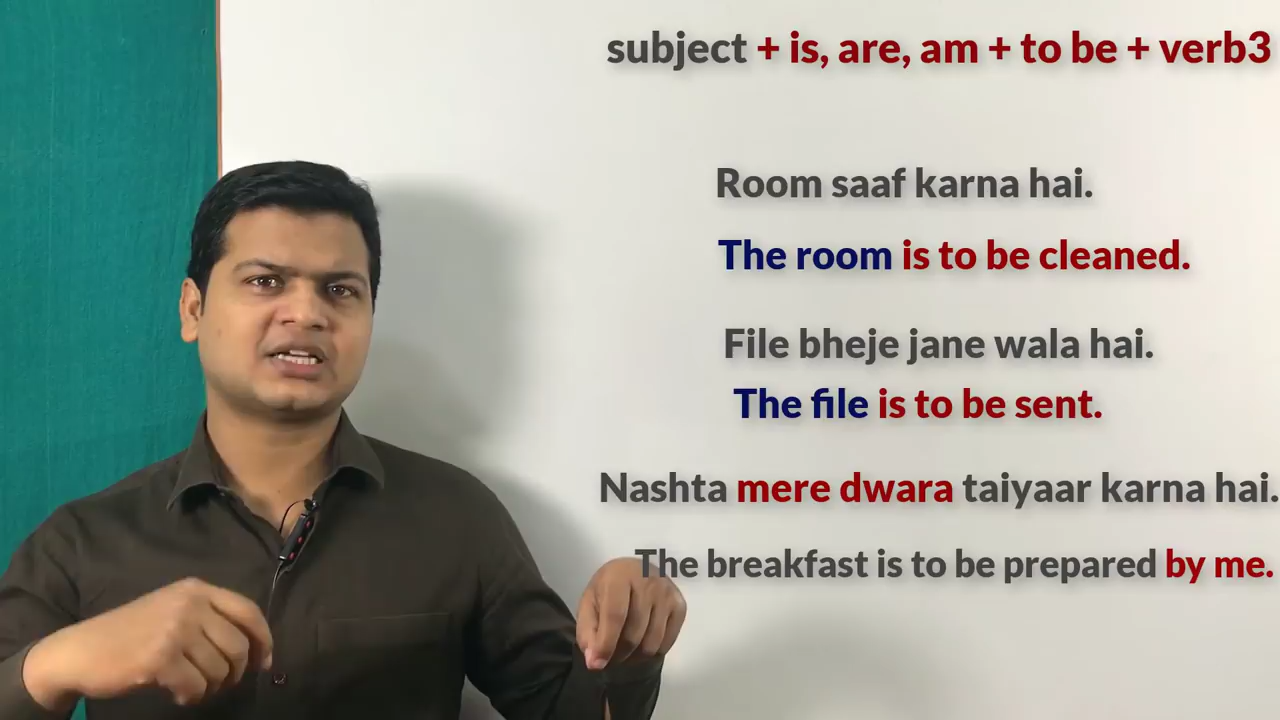 subject + is, are, am + to be + verb3
Room saaf karna hai.
The room is to be cleaned.
File bheje jane wala hai.
The file is to be sent.
Nashta mere dwara taiyaar karna hai.
The breakfast is to be prepared by me.